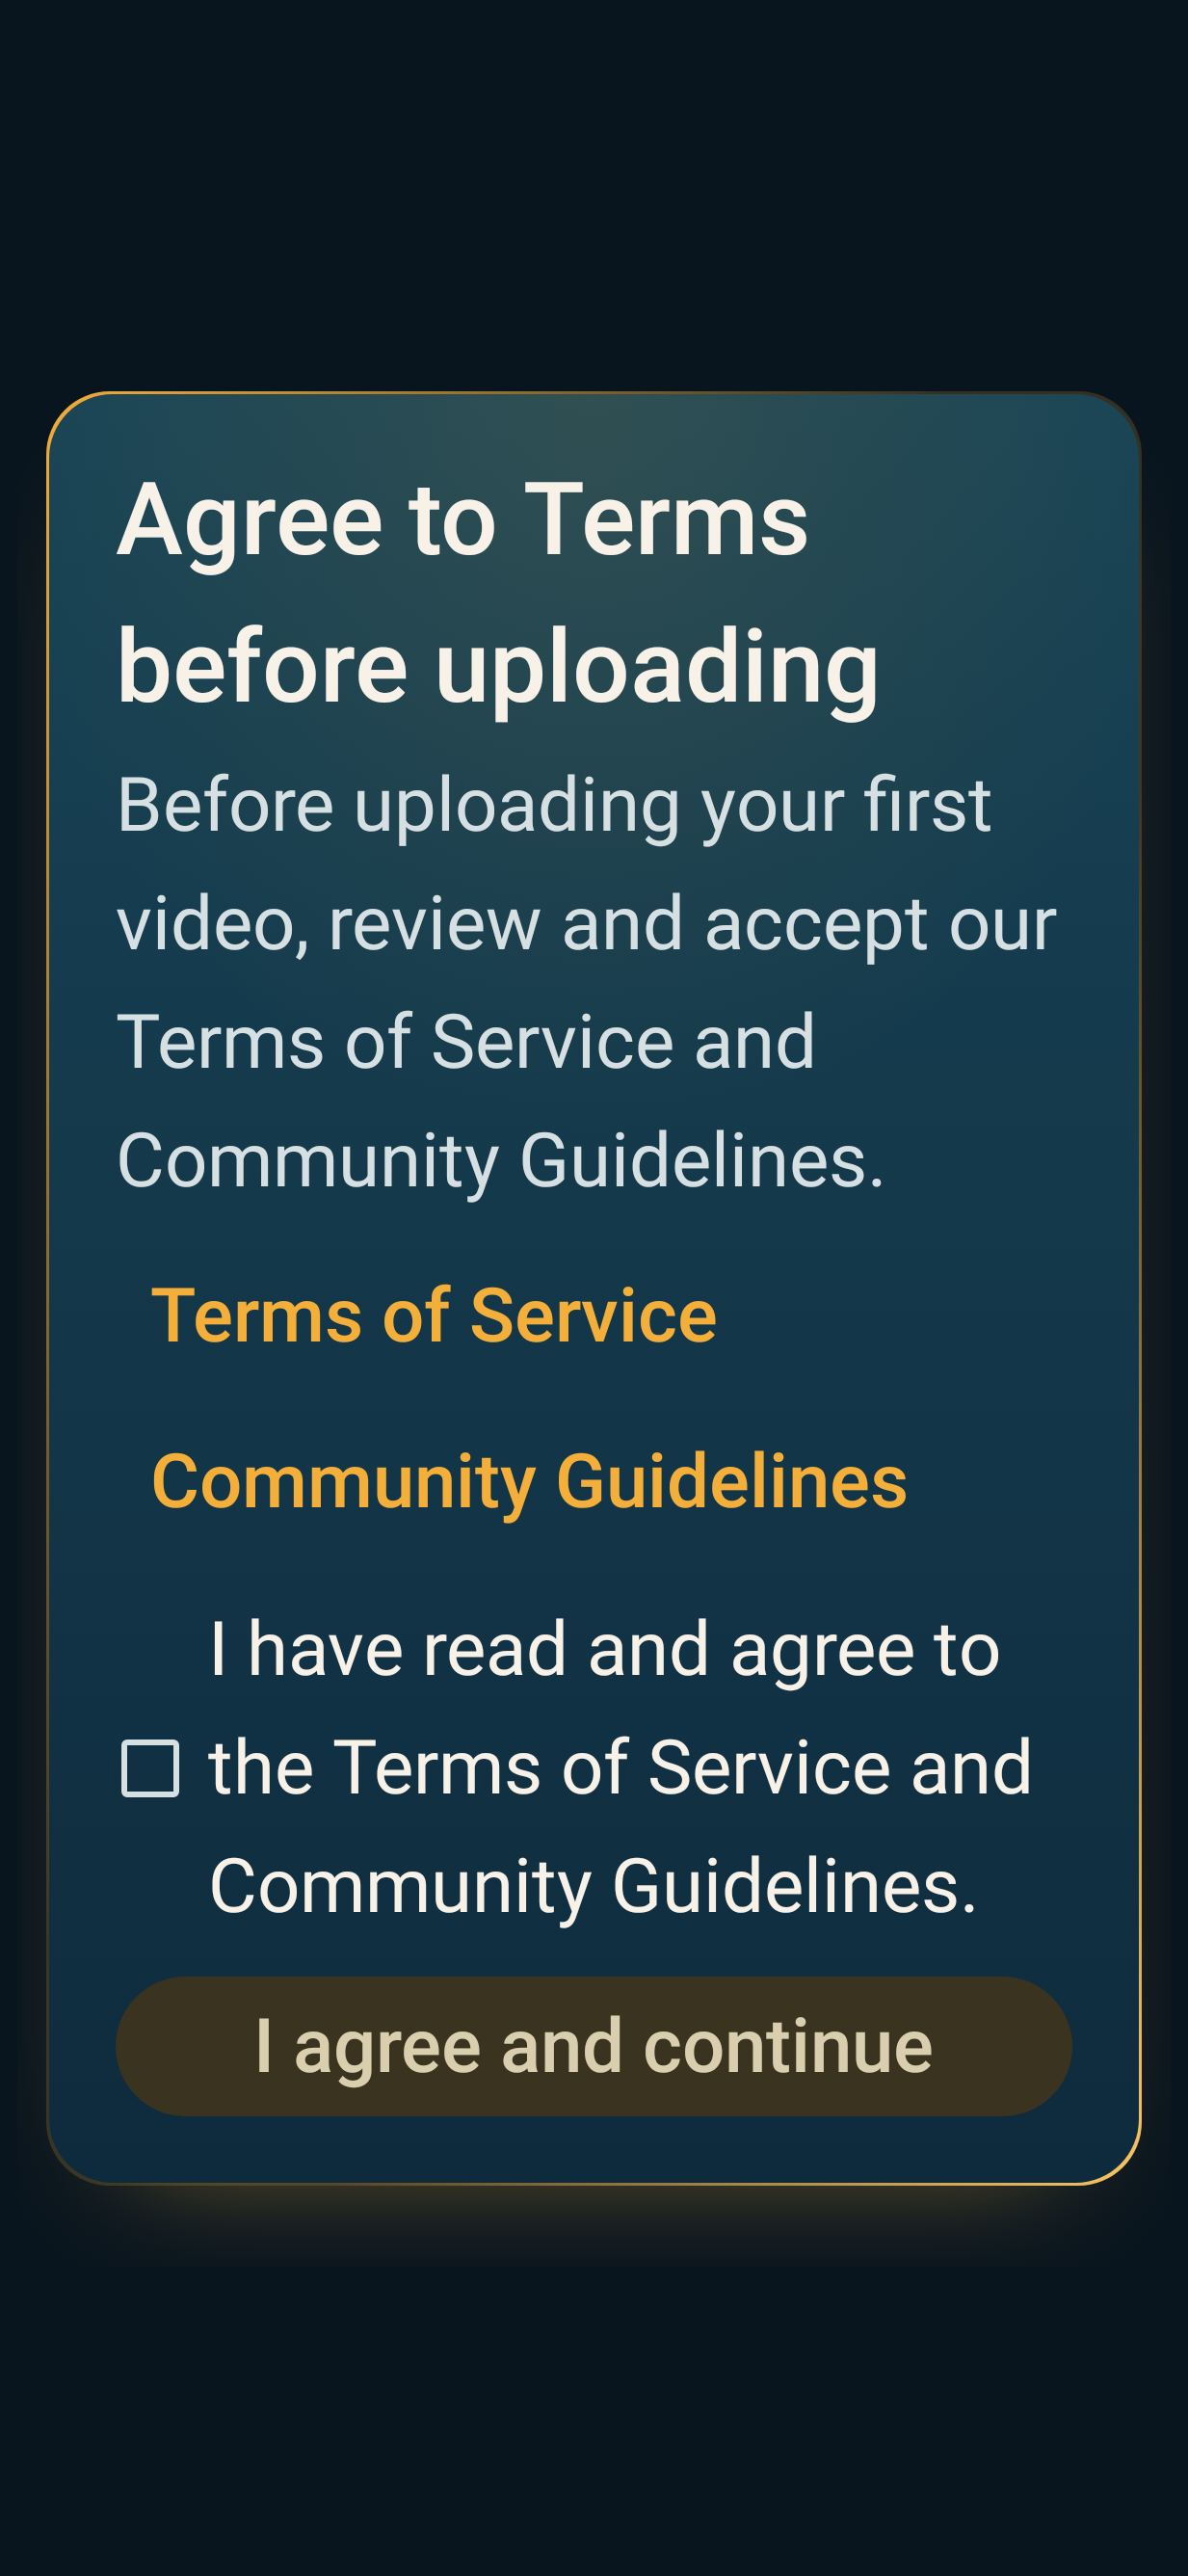 Agree to Terms
before uploading
Before uploading your first
video, review and accept our
Terms of Service and
Community Guidelines.
Terms of Service
Community Guidelines
I have read and agree to
the Terms of Service and
Community Guidelines.
I agree and continue